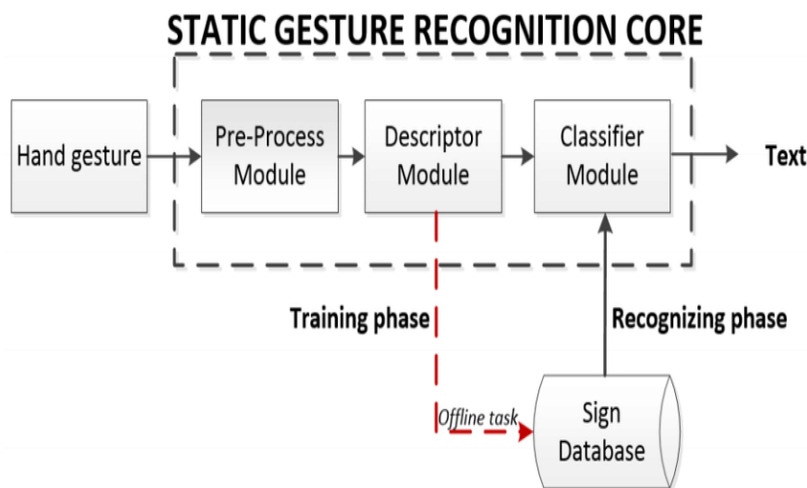 STATIC GESTURE RECOGNITION CORE
Hand gesture
Pre-Process
Module
Descriptor
Module
Classifier
Module
Text
Training phase
Recognizing phase
Offline task
Sign
Database